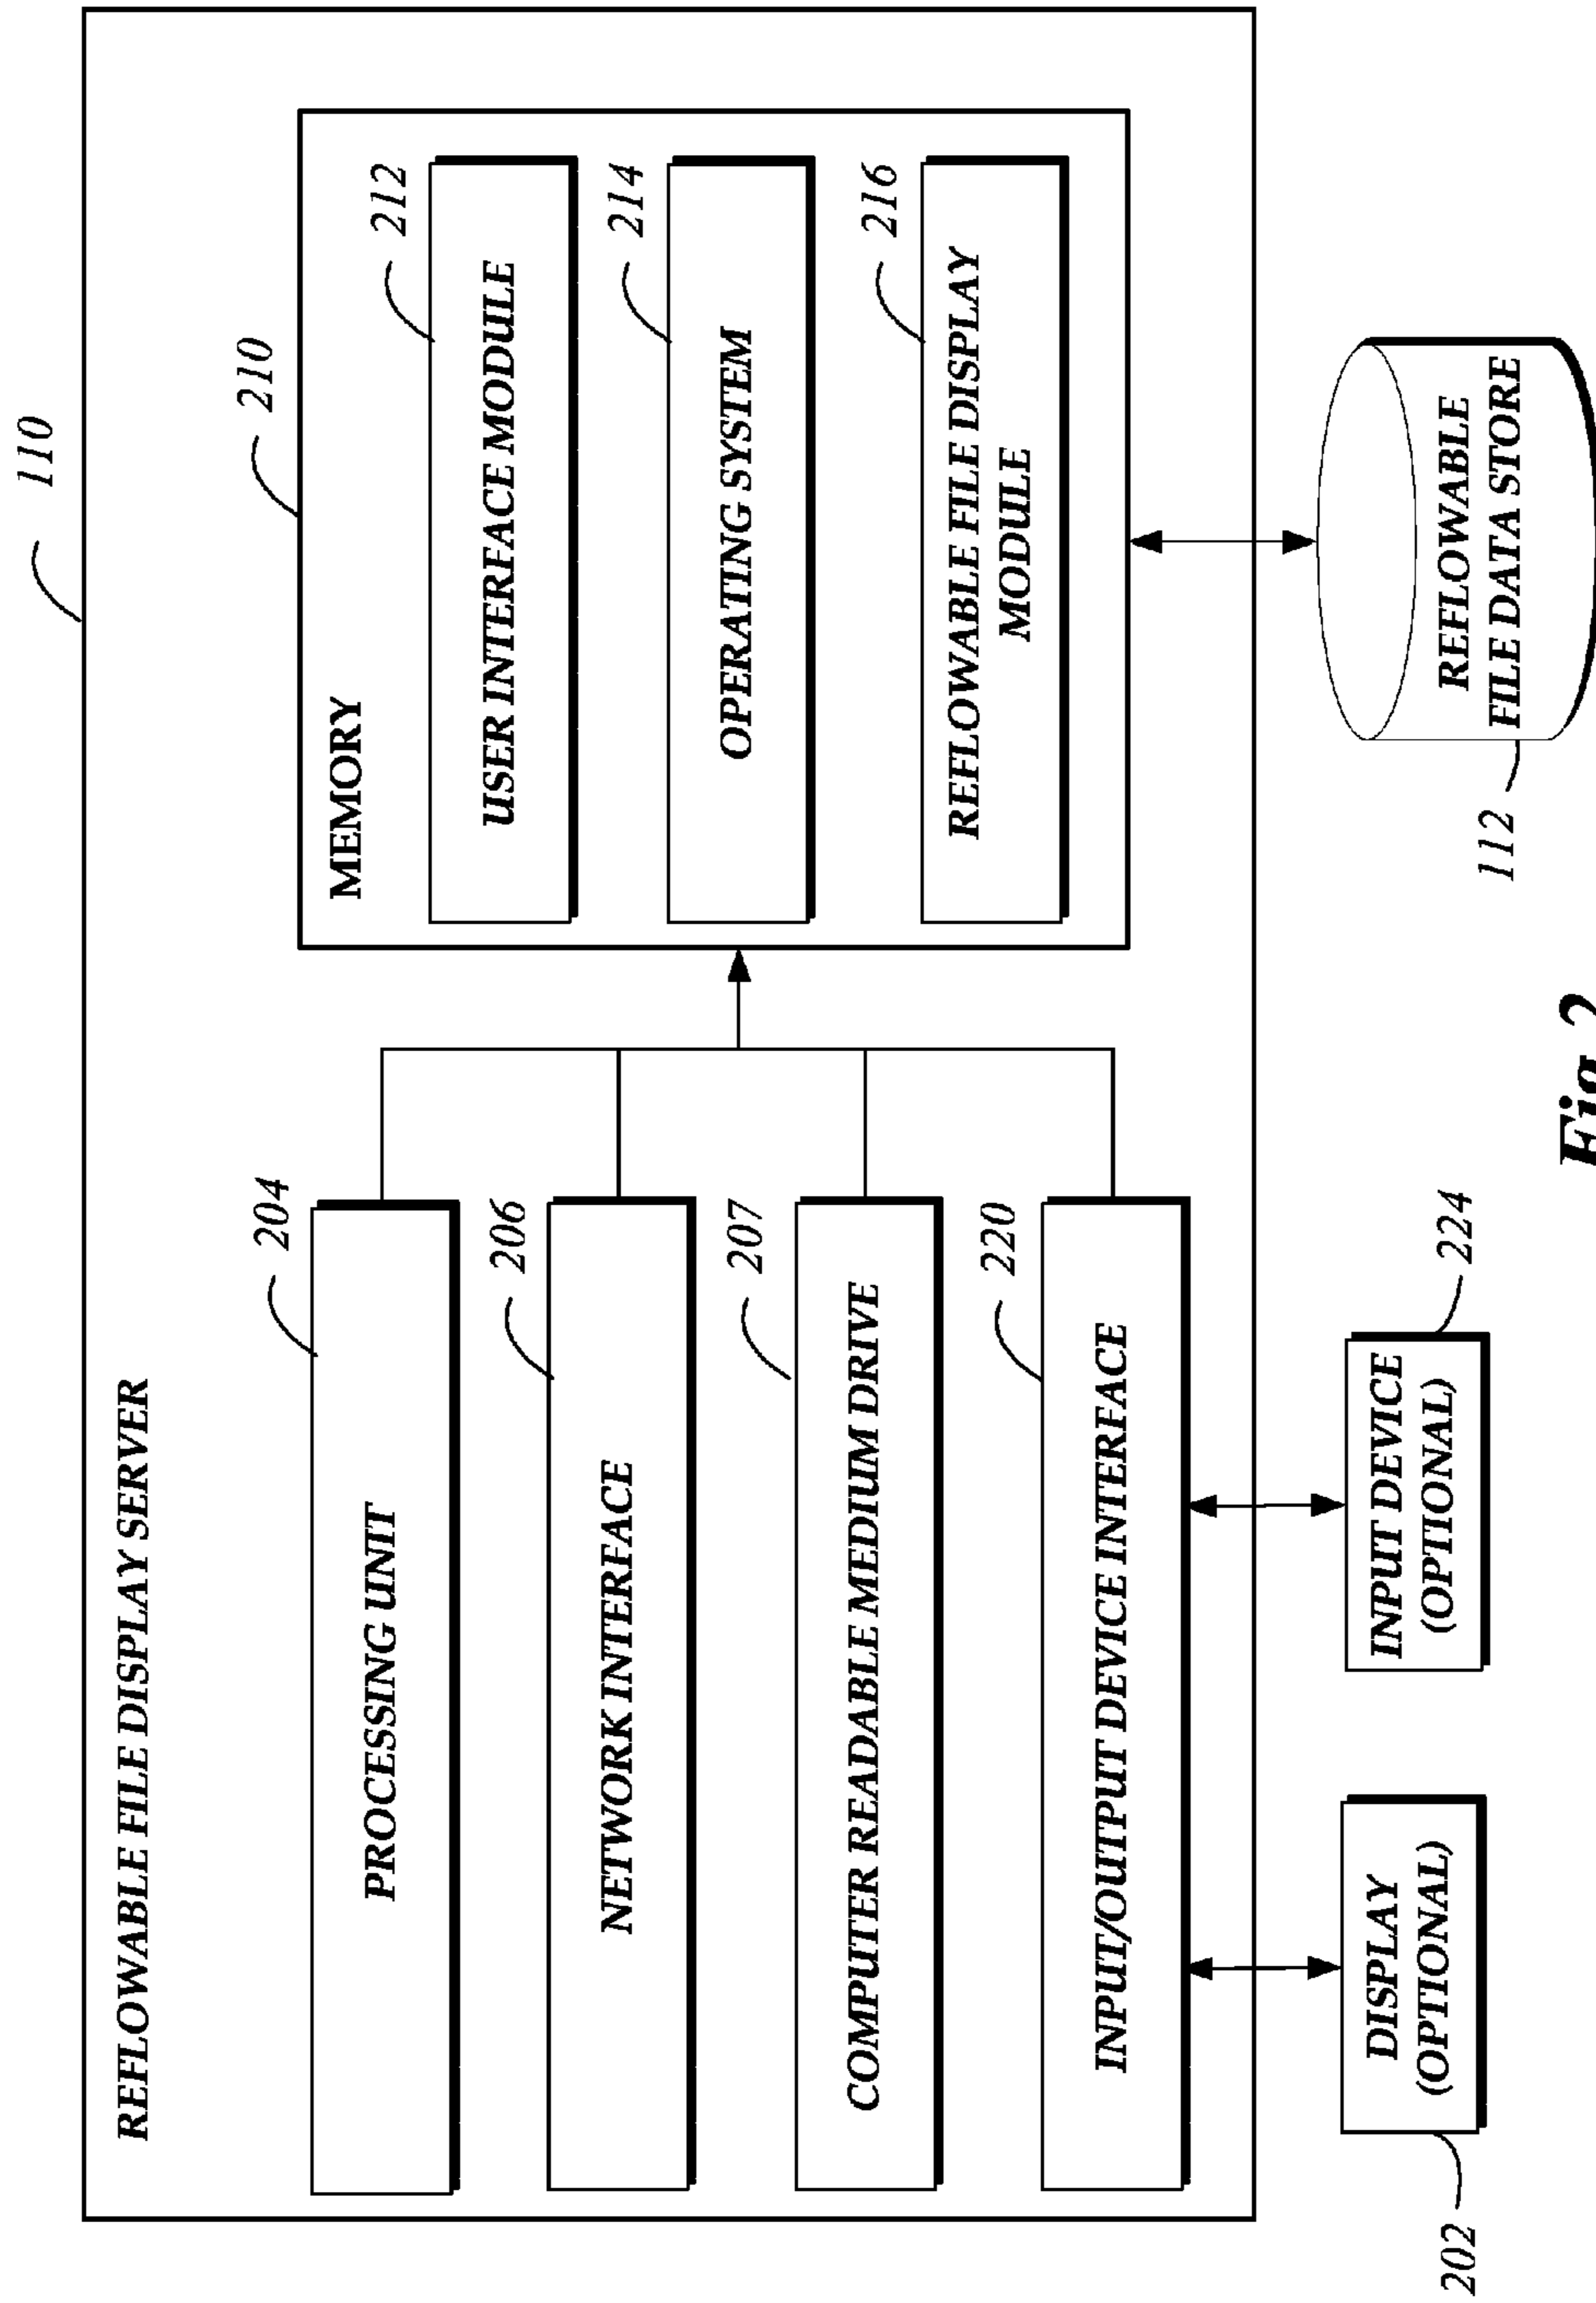 110
REFLOWABLE FILE DISPLAY SERVER
210
204
MEMORY
PROCESSING UNIT
212
USER INTERFACE MODULE
206
NETWORK INTERFACE
214
OPERATING SYSTEM
207
COMPUTER READABLE MEDIUM DRIVE
216
REFLOWABLE FILE DISPLAY
MODULE
220
INPUT/OUTPUT DEVICE INTERFACE
202
DISPLAY
(OPTIONAL)
INPUT DEVICE
(OPTIONAL)
224
112
REFLOWABLE
FILE DATA STORE
Fig. 2